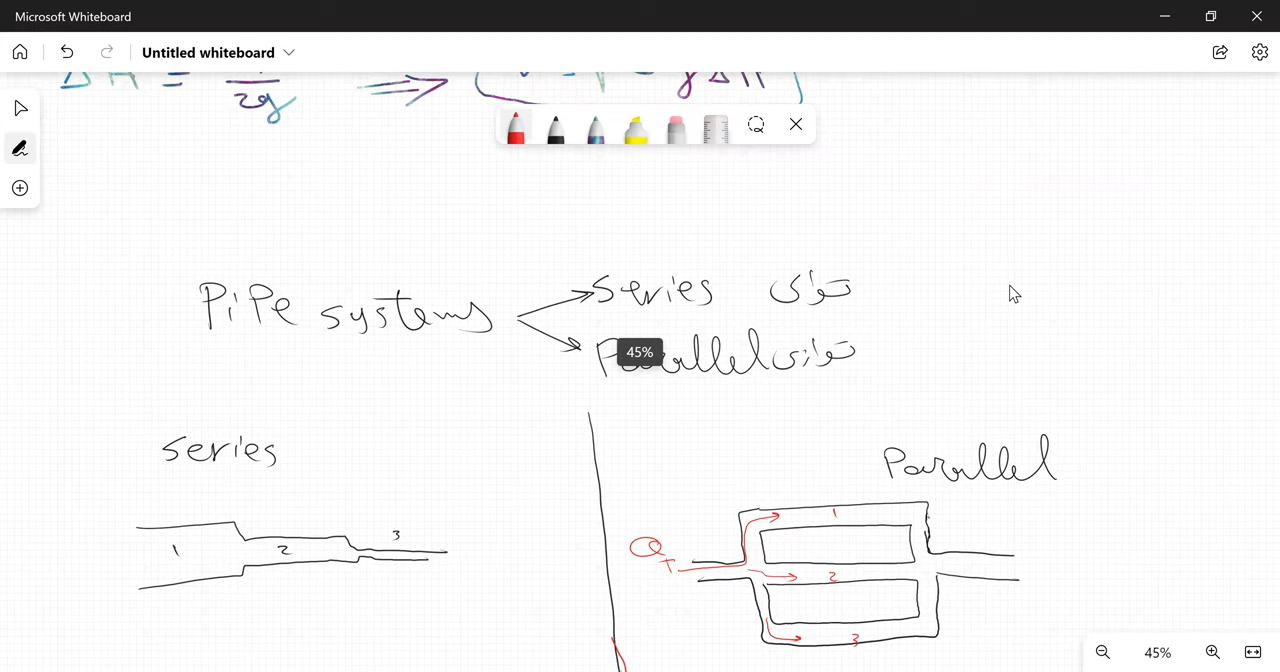 Microsoft Whiteboard
Untitled whiteboard
2g
Pipe systems
series توالی
45%
Parallel توازی
series
Parallel
1
2
3
1
Q T
2
3
45%